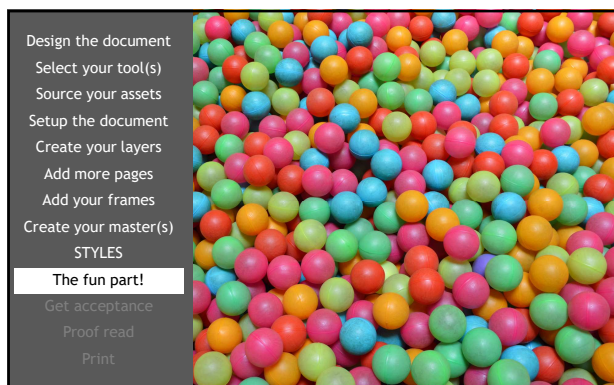 Design the document
Select your tool(s)
Source your assets
Setup the document
Create your layers
Add more pages
Add your frames
Create your master(s)
STYLES
The fun part!
Get acceptance
Proof read
Print